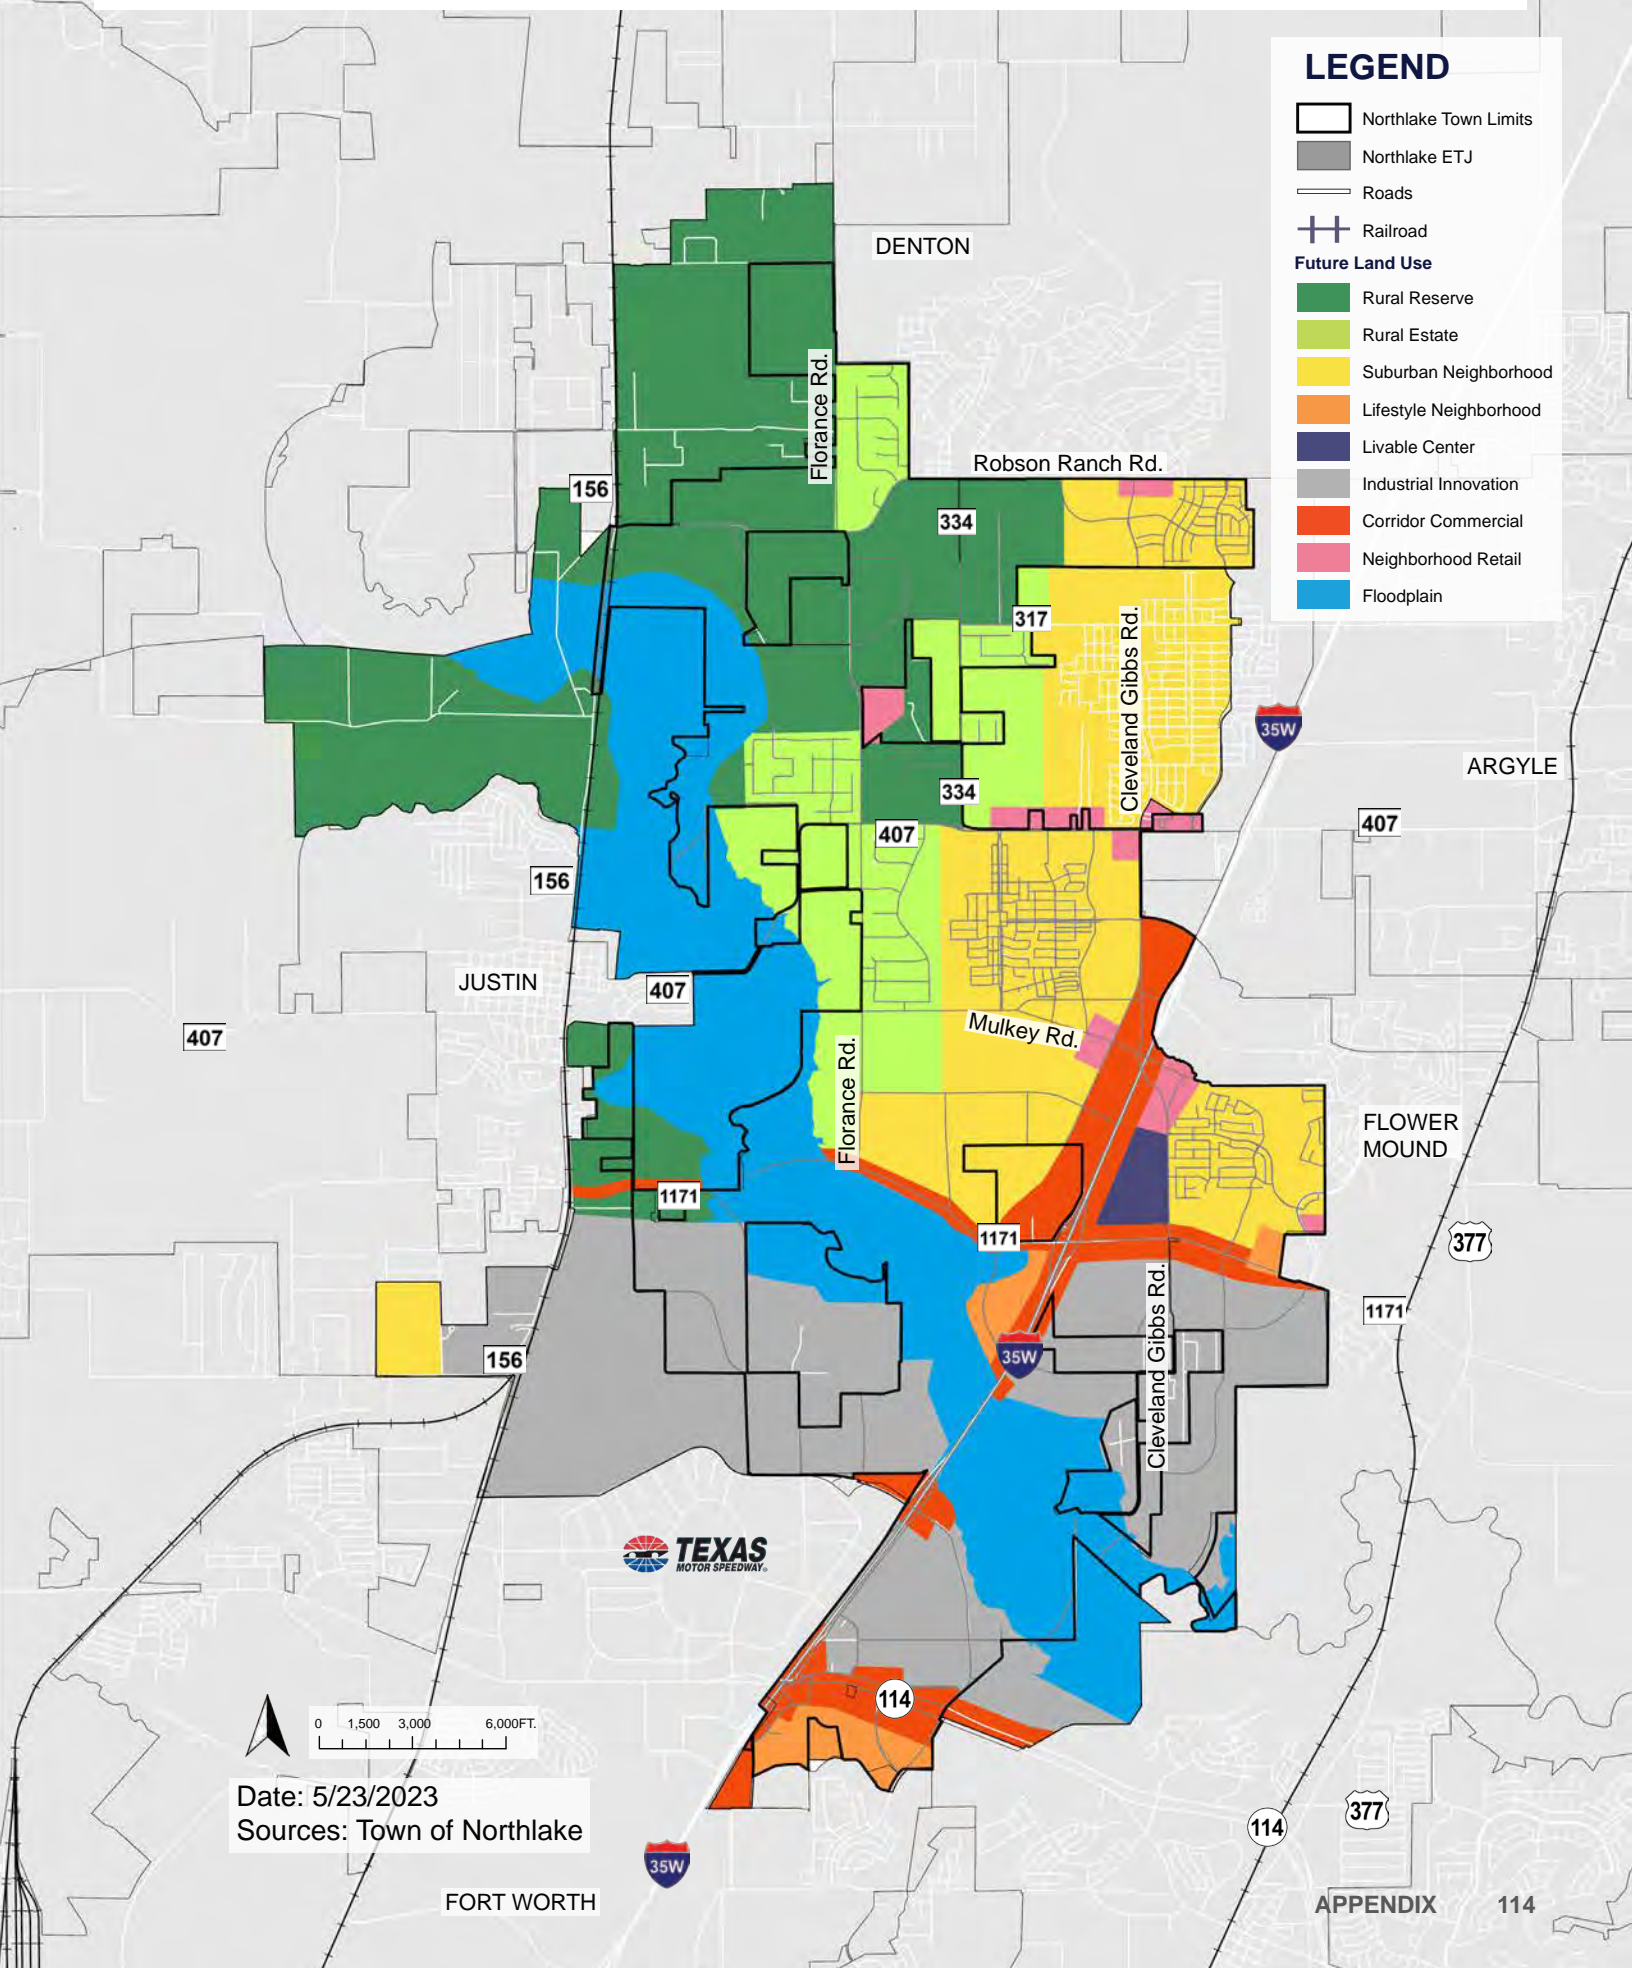 LEGEND
Northlake Town Limits
Northlake ETJ
Roads
Railroad
Future Land Use
Rural Reserve
Rural Estate
Suburban Neighborhood
Lifestyle Neighborhood
Livable Center
Industrial Innovation
Corridor Commercial
Neighborhood Retail
Floodplain
DENTON
Florance Rd.
Robson Ranch Rd.
156
334
317
Cleveland Gibbs Rd.
35W
ARGYLE
334
407
407
156
JUSTIN
407
407
Mulkey Rd.
Florance Rd.
FLOWER
MOUND
1171
1171
377
Cleveland Gibbs Rd.
1171
156
35W
TEXAS
MOTOR SPEEDWAY
114
0 1,500 3,000 6,000FT.
Date: 5/23/2023
Sources: Town of Northlake
377
114
35W
FORT WORTH
APPENDIX 114